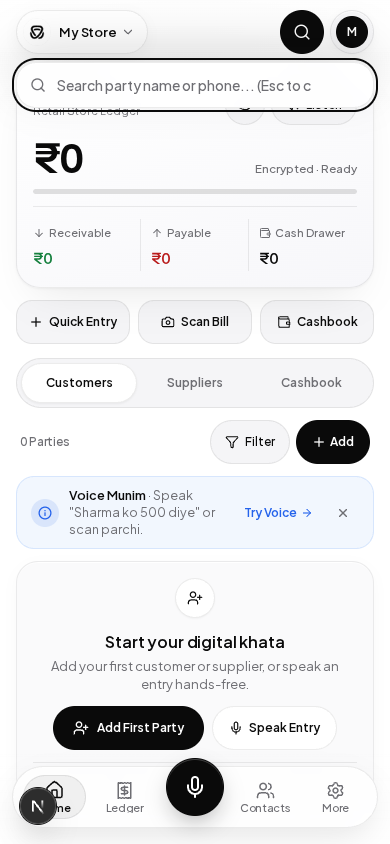 My Store
M
Search party name or phone... (Esc to c
Retail Store Ledger
₹0
Encrypted · Ready
Receivable
Payable
Cash Drawer
₹0
₹0
₹0
Quick Entry
Scan Bill
Cashbook
Customers
Suppliers
Cashbook
0 Parties
Filter
Add
Voice Munim · Speak
"Sharma ko 500 diye" or
scan parchi.
Try Voice
Start your digital khata
Add your first customer or supplier, or speak an
entry hands-free.
Add First Party
Speak Entry
N
Ledger
Contacts
More